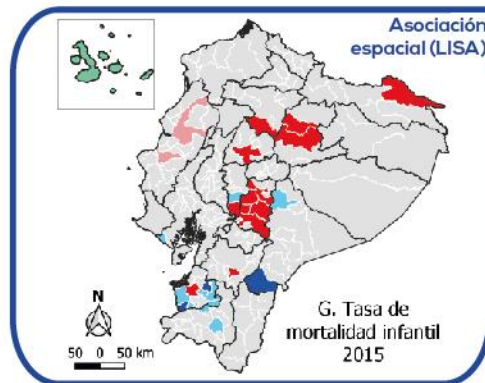 Asociación
espacial (LISA)
N
50 0 50 km
G. Tasa de
mortalidad infantil
2015